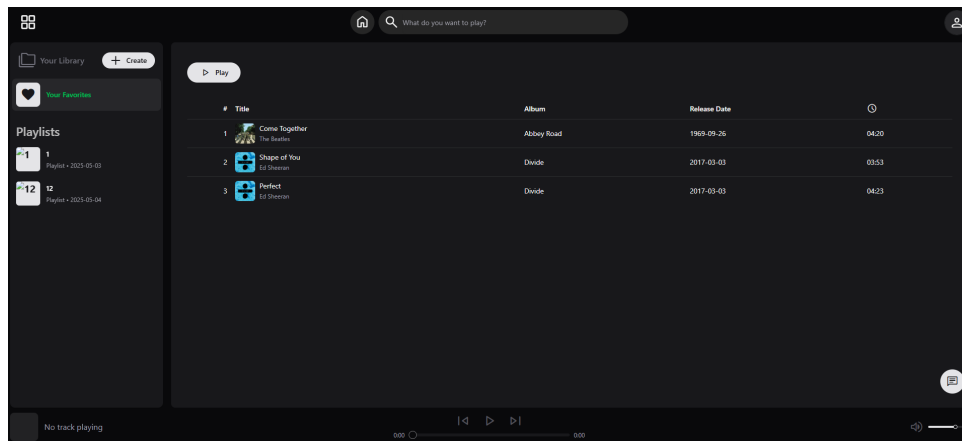 What do you want to play?
Your Library
Create
Your Favorites
Playlists
1
1
Playlist • 2025-05-03
12
12
Playlist • 2025-05-04
Play
# Title Album Release Date
1 Come Together Abbey Road 1969-09-26 04:20
The Beatles
2 Shape of You Divide 2017-03-03 03:53
Ed Sheeran
3 Perfect Divide 2017-03-03 04:23
Ed Sheeran
No track playing
0:00 0:00